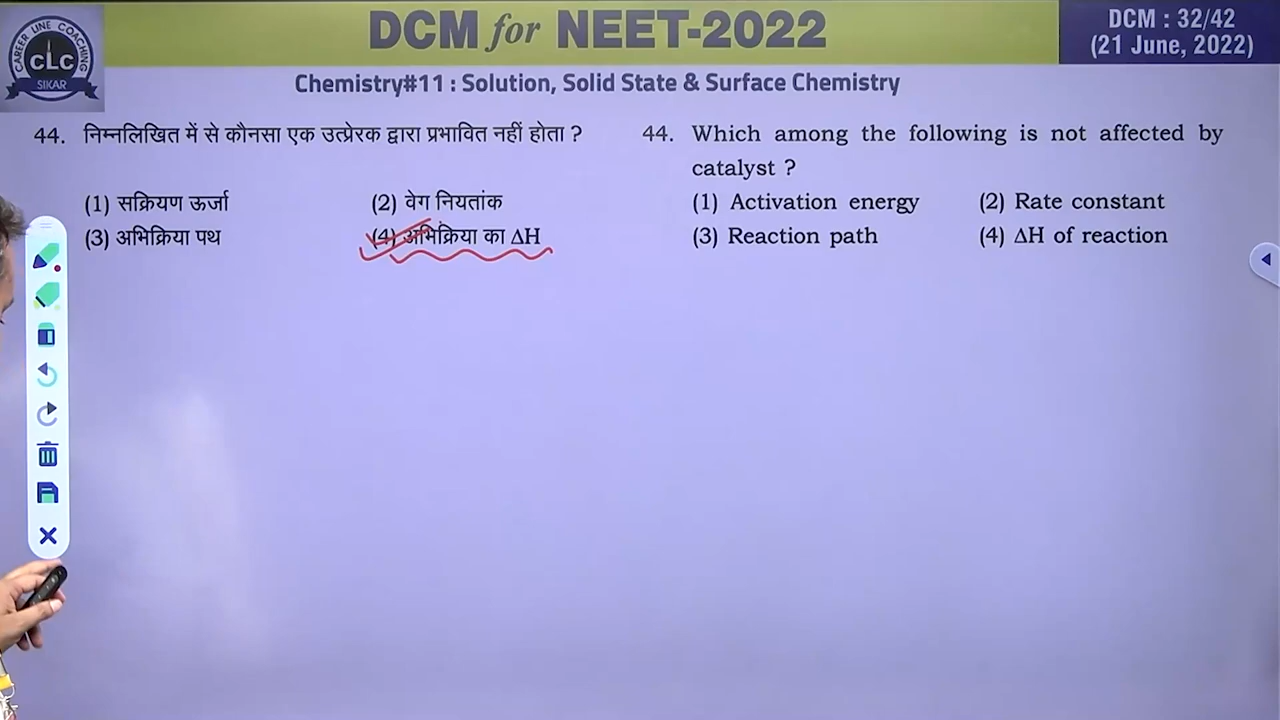 CAREER LINE COACHING
CLC
SIKAR
DCM for NEET-2022
DCM : 32/42
(21 June, 2022)
Chemistry#11 : Solution, Solid State & Surface Chemistry
44. निम्नलिखित में से कौनसा एक उत्प्रेरक द्वारा प्रभावित नहीं होता ?
(1) सक्रियण ऊर्जा (2) वेग नियतांक
(3) अभिक्रिया पथ (4) अभिक्रिया का ΔH
44. Which among the following is not affected by
catalyst ?
(1) Activation energy (2) Rate constant
(3) Reaction path (4) ΔH of reaction